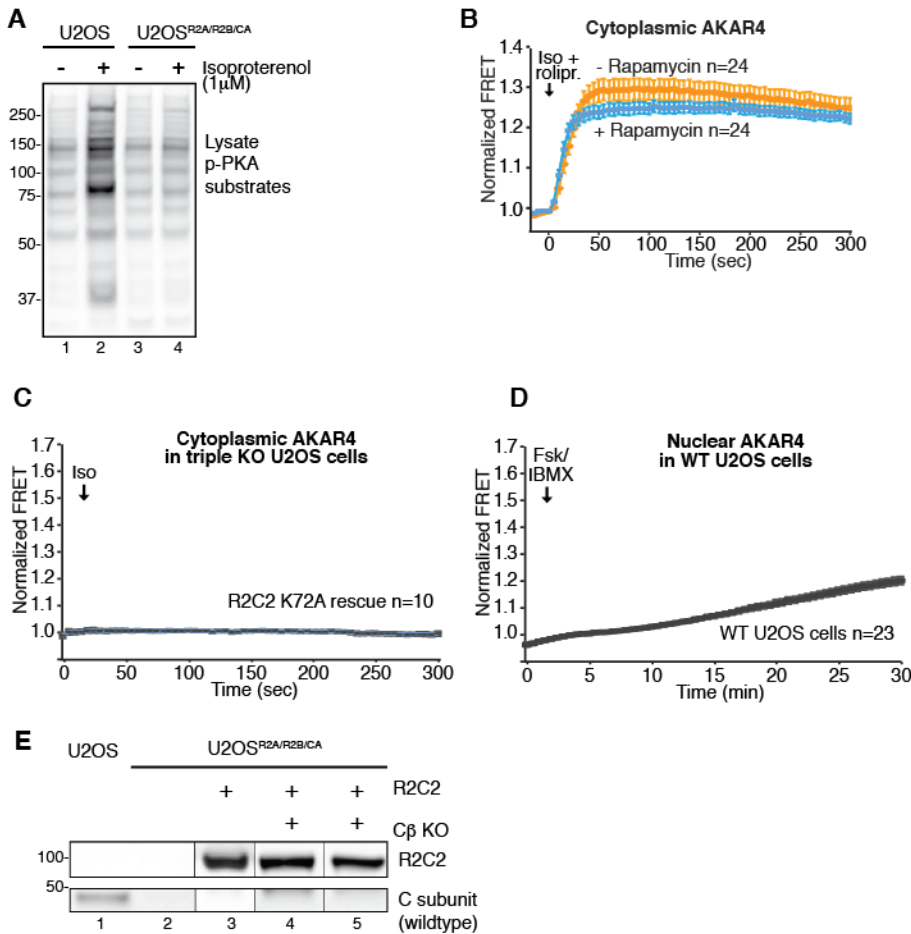 A
U2OS U2OS^R2A/R2B/CA
- + - + Isoproterenol
(1μM)
250-
150-
100-
75-
50-
37-
Lysate
p-PKA
substrates
1 2 3 4
B
Cytoplasmic AKAR4
Iso +
rolipr.
- Rapamycin n=24
+ Rapamycin n=24
Normalized FRET
1.4
1.3
1.2
1.0
0 50 100 150 200 250 300
Time (sec)
C
Cytoplasmic AKAR4
in triple KO U2OS cells
Iso
Normalized FRET
1.7
1.6
1.5
1.4
1.3
1.2
1.1
1.0
R2C2 K72A rescue n=10
0 50 100 150 200 250 300
Time (sec)
D
Nuclear AKAR4
in WT U2OS cells
Fsk/
IBMX
Normalized FRET
1.7
1.6
1.5
1.4
1.3
1.2
1.1
1.0
WT U2OS cells n=23
0 5 10 15 20 25 30
Time (min)
E
U2OS U2OS^R2A/R2B/CA
+ + + R2C2
+ + Cβ KO
100- R2C2
50-
C subunit
(wildtype)
1 2 3 4 5